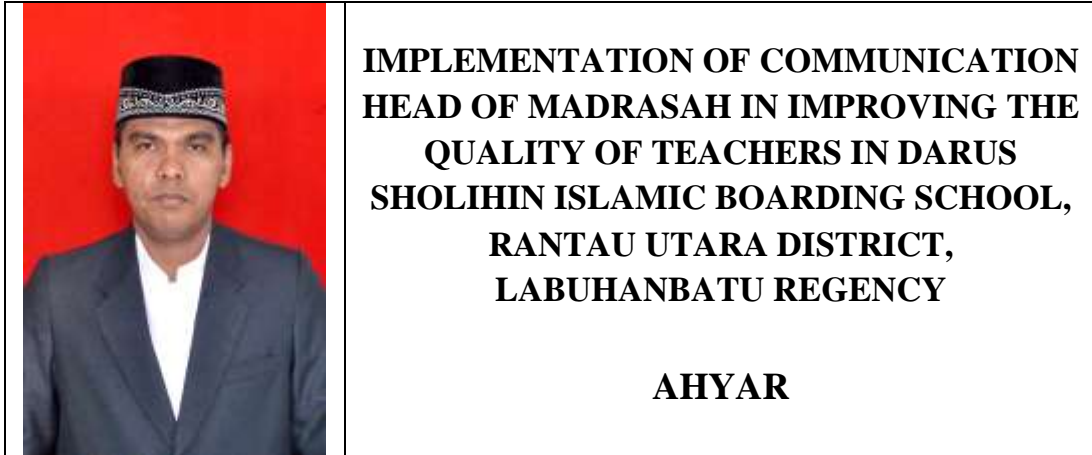 IMPLEMENTATION OF COMMUNICATION
HEAD OF MADRASAH IN IMPROVING THE
QUALITY OF TEACHERS IN DARUS
SHOLIHIN ISLAMIC BOARDING SCHOOL,
RANTAU UTARA DISTRICT,
LABUHANBATU REGENCY
AHYAR